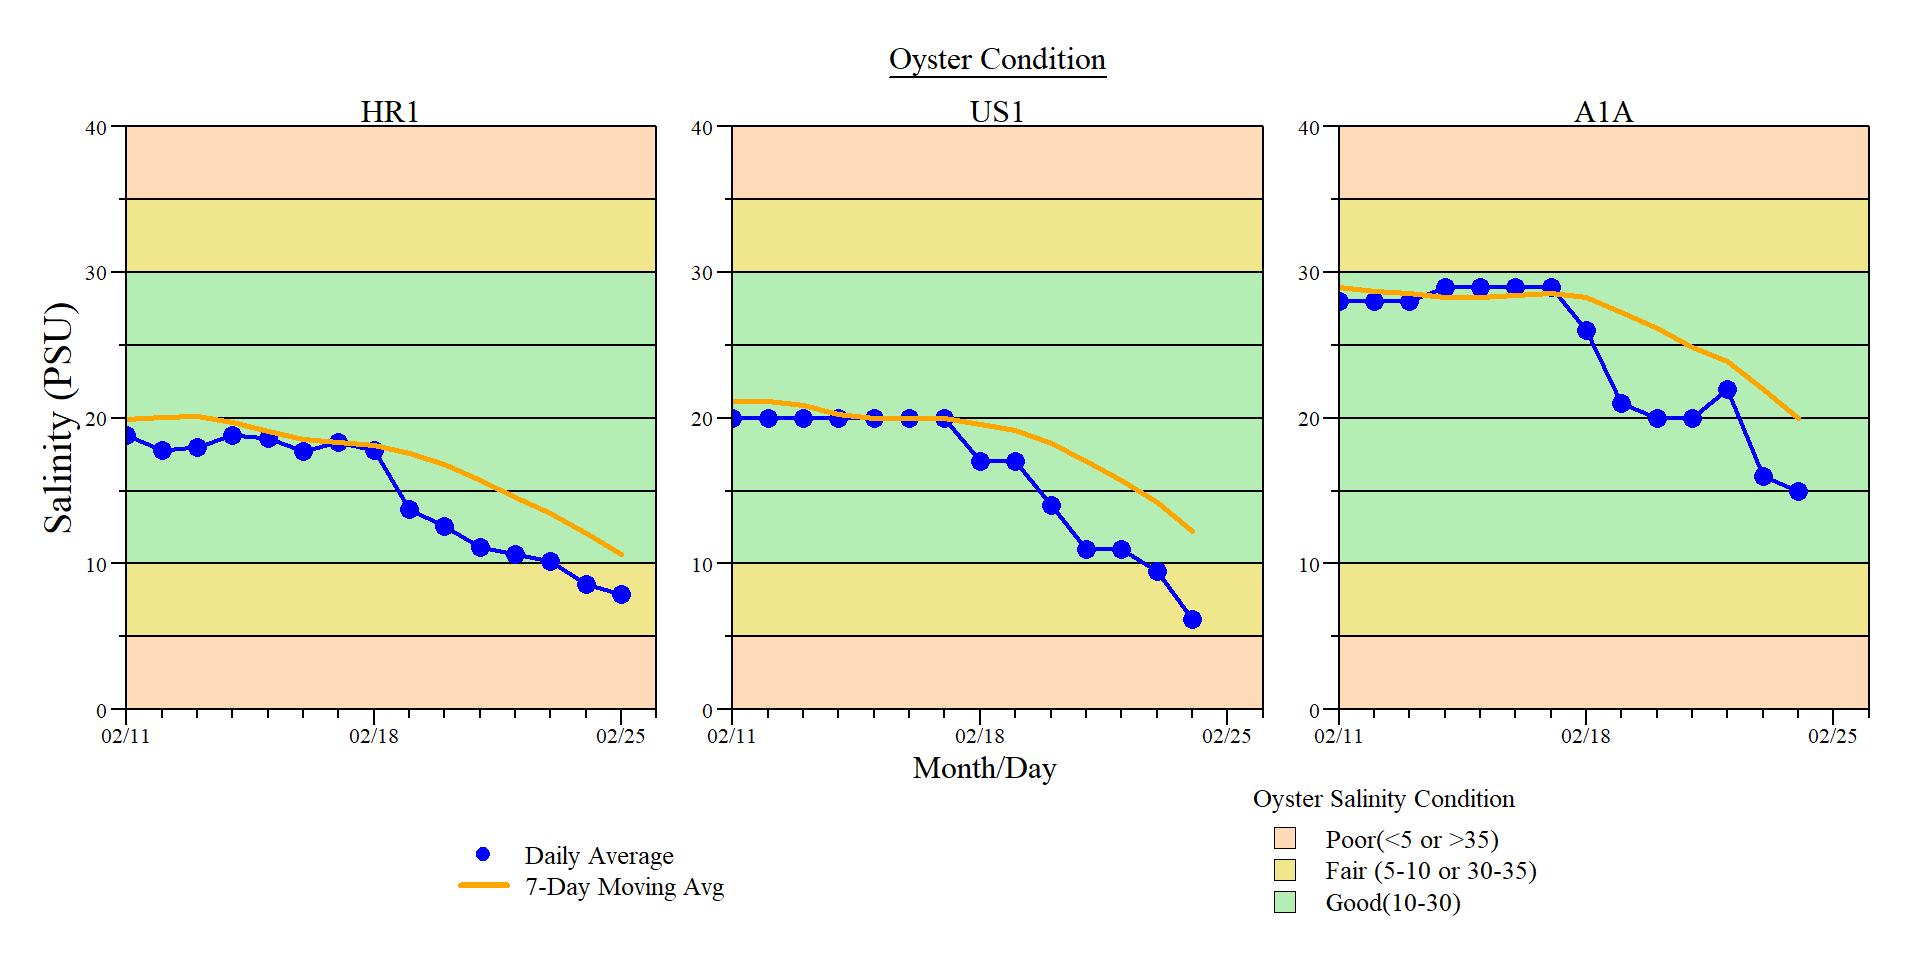 Oyster Condition
HR1
US1
A1A
Salinity (PSU)
40
30
20
10
0
02/11
02/18
02/25
40
30
20
10
0
02/11
02/18
02/25
40
30
20
10
0
02/11
02/18
02/25
Month/Day
Daily Average
7-Day Moving Avg
Oyster Salinity Condition
Poor(<5 or >35)
Fair (5-10 or 30-35)
Good(10-30)